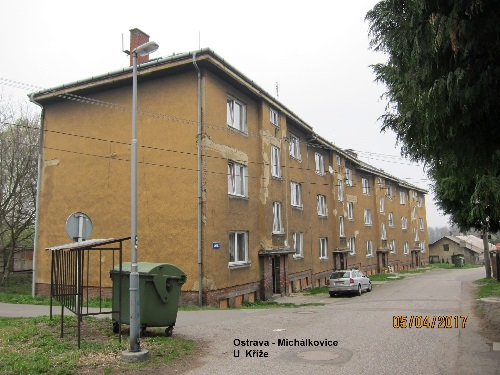 05/04/2017
Ostrava - Michálkovice
U Kříže